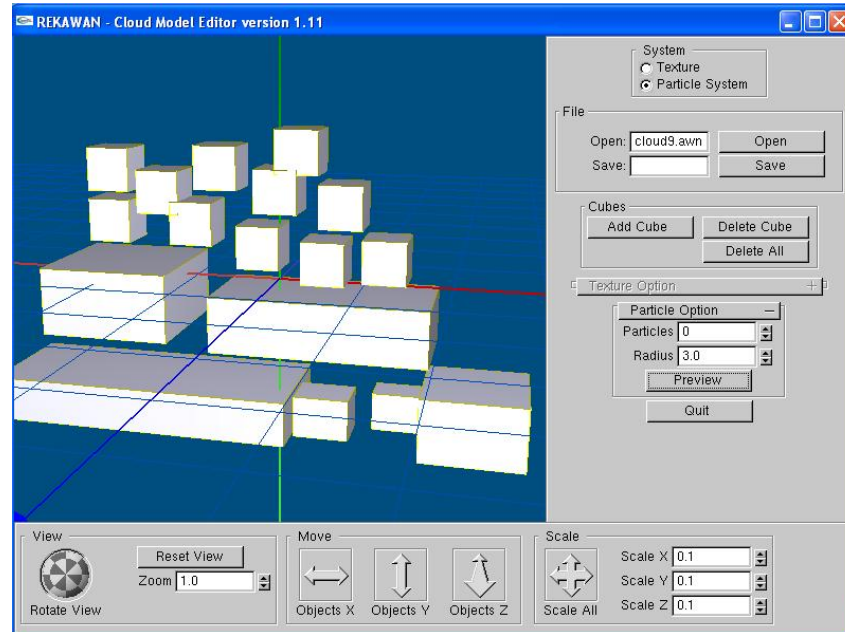 REKAWAN - Cloud Model Editor version 1.11
System
Texture
Particle System
File
Open: cloud9.awn Open
Save: Save
Cubes
Add Cube Delete Cube
Delete All
Texture Option +
Particle Option −
Particles 0
Radius 3.0
Preview
Quit
View
Reset View
Zoom 1.0
Rotate View
Move
Objects X Objects Y Objects Z
Scale
Scale X 0.1
Scale Y 0.1
Scale Z 0.1
Scale All